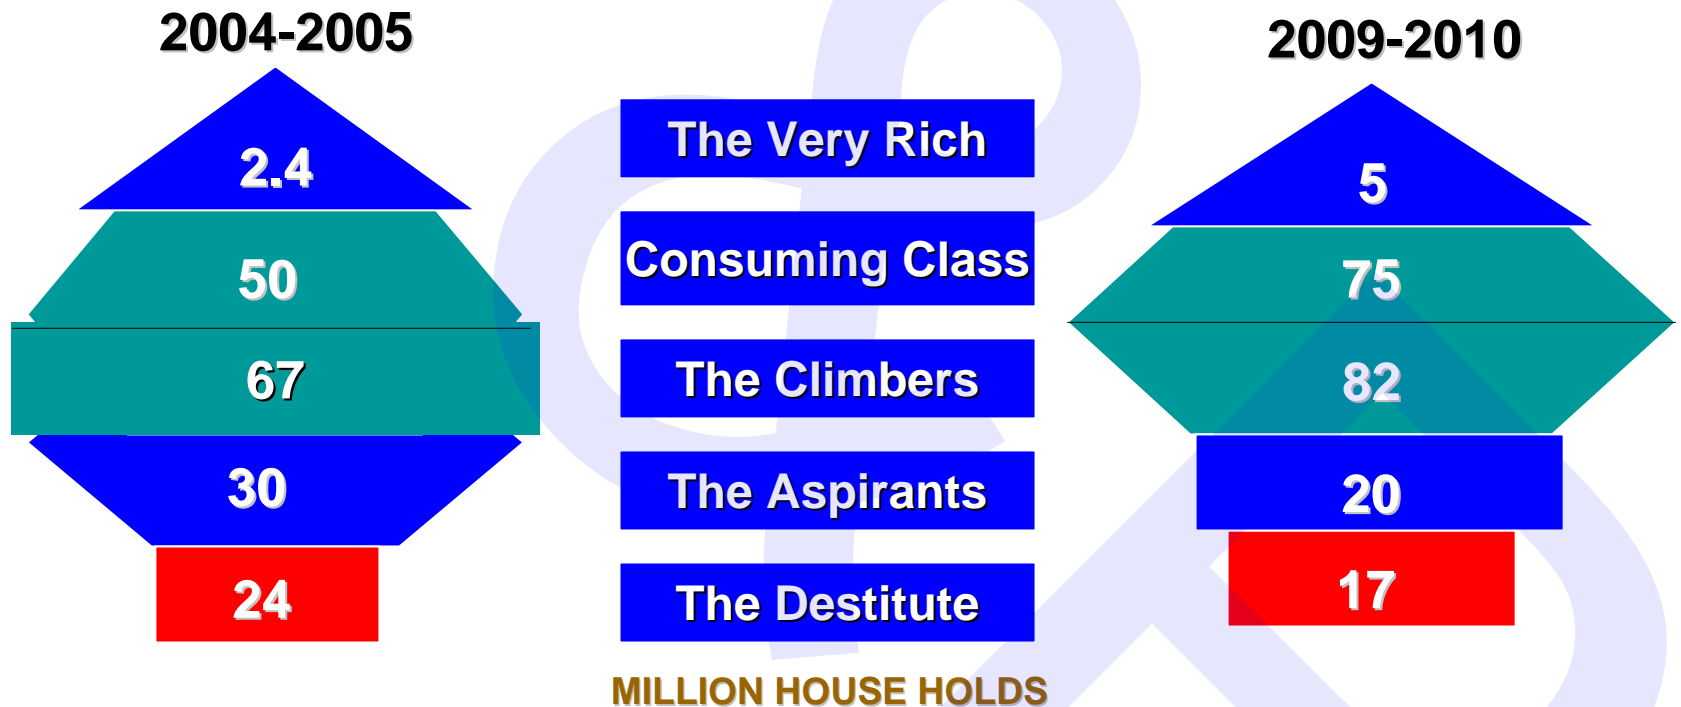 2004-2005
2009-2010
2.4
The Very Rich
5
50
Consuming Class
75
67
The Climbers
82
30
The Aspirants
20
24
The Destitute
17
MILLION HOUSE HOLDS